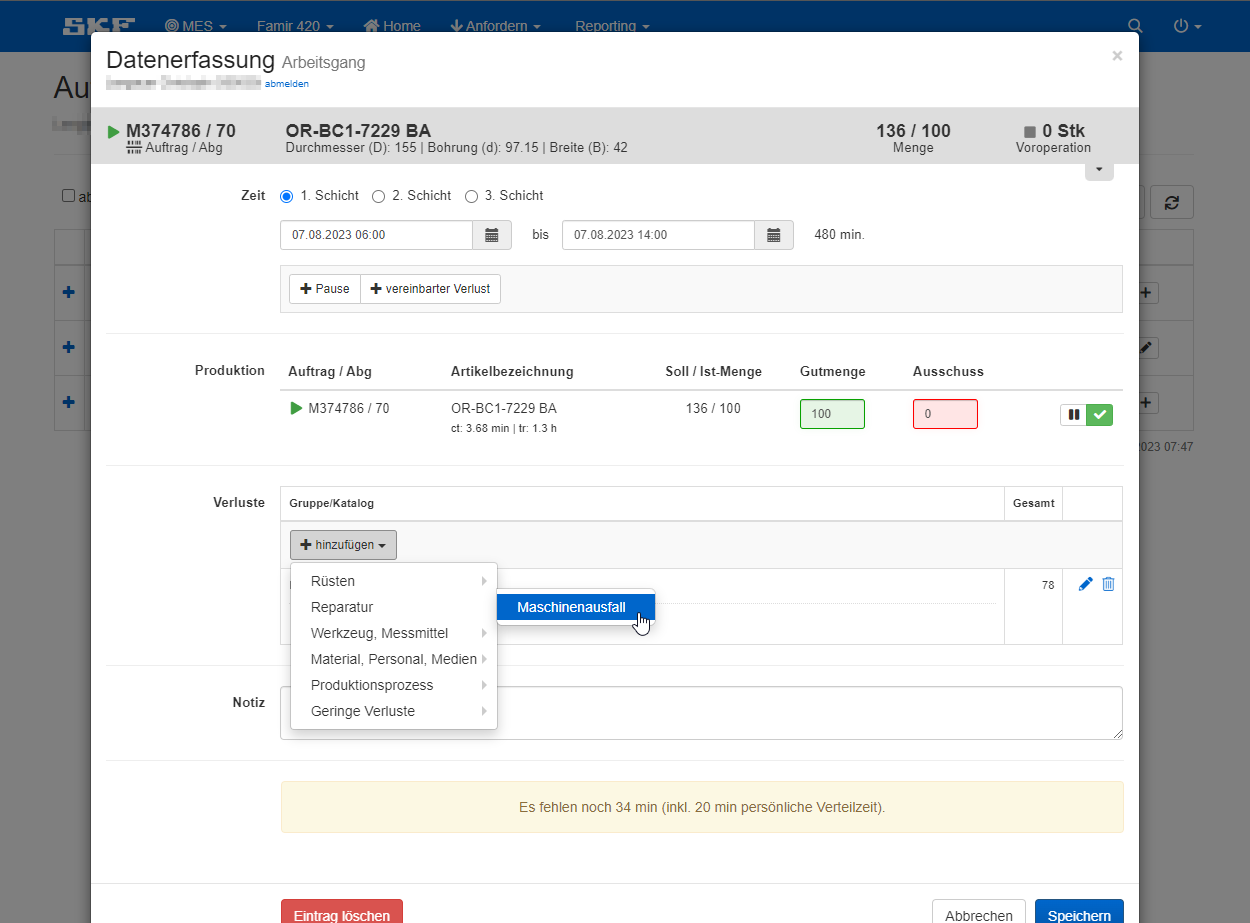 SKF MES Famir 420 Home Anfordern Reporting
Au
Datenerfassung Arbeitsgang
×
abmelden
M374786 / 70 OR-BC1-7229 BA 136 / 100 0 Stk
Auftrag / Abg Durchmesser (D): 155 | Bohrung (d): 97.15 | Breite (B): 42 Menge Voroperation
Zeit 1. Schicht 2. Schicht 3. Schicht
07.08.2023 06:00 bis 07.08.2023 14:00 480 min.
Pause vereinbarter Verlust
Produktion Auftrag / Abg Artikelbezeichnung Soll / Ist-Menge Gutmenge Ausschuss
M374786 / 70 OR-BC1-7229 BA 136 / 100 100 0
ct: 3.68 min | tr: 1.3 h
2023 07:47
Verluste Gruppe/Katalog Gesamt
hinzufügen
Rüsten 78
Reparatur Maschinenausfall
Werkzeug, Messmittel
Material, Personal, Medien
Produktionsprozess
Notiz
Geringe Verluste
Es fehlen noch 34 min (inkl. 20 min persönliche Verteilzeit).
Eintrag löschen Abbrechen Speichern